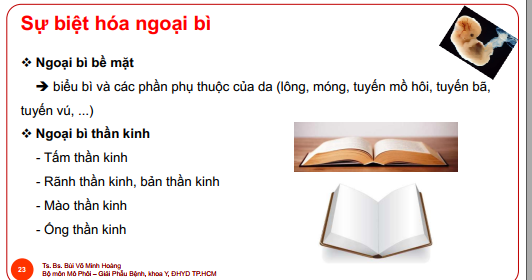 Sự biệt hóa ngoại bì
❖ Ngoại bì bề mặt
➔ biểu bì và các phần phụ thuộc của da (lông, móng, tuyến mồ hôi, tuyến bã,
tuyến vú, ...)
❖ Ngoại bì thần kinh
- Tấm thần kinh
- Rãnh thần kinh, bản thần kinh
- Mào thần kinh
- Ống thần kinh
23
Ts. Bs. Bùi Võ Minh Hoàng
Bộ môn Mô Phôi – Giải Phẫu Bệnh, khoa Y, ĐHYD TP.HCM